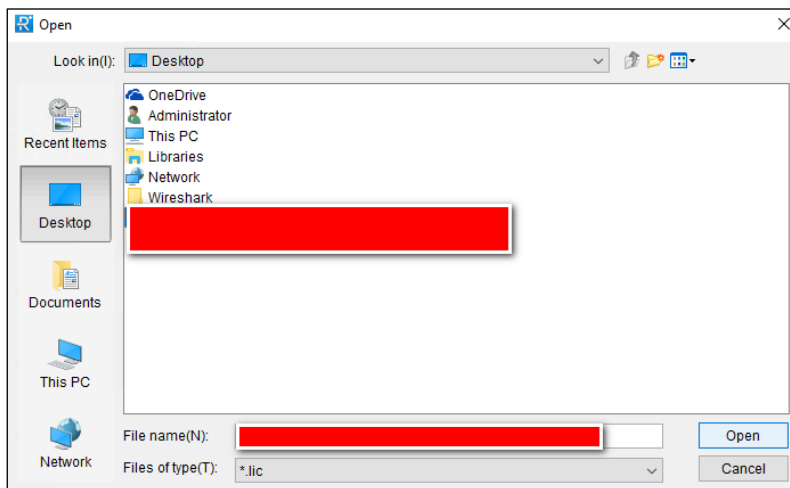 Open
Look in(I):
Desktop
Recent Items
Desktop
Documents
This PC
Network
OneDrive
Administrator
This PC
Libraries
Network
Wireshark
File name(N):
Open
Files of type(T):
*.lic
Cancel